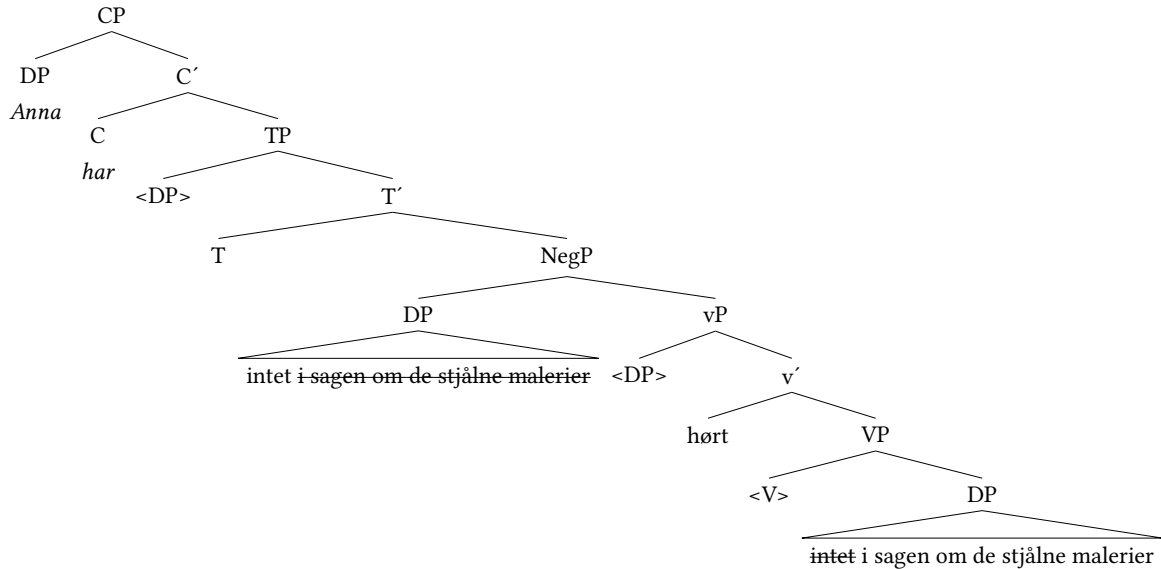 CP
DP C´
Anna
C TP
har
<DP> T´
T NegP
DP vP
intet i sagen om de stjålne malerier <DP> v´
hørt VP
<V> DP
intet i sagen om de stjålne malerier